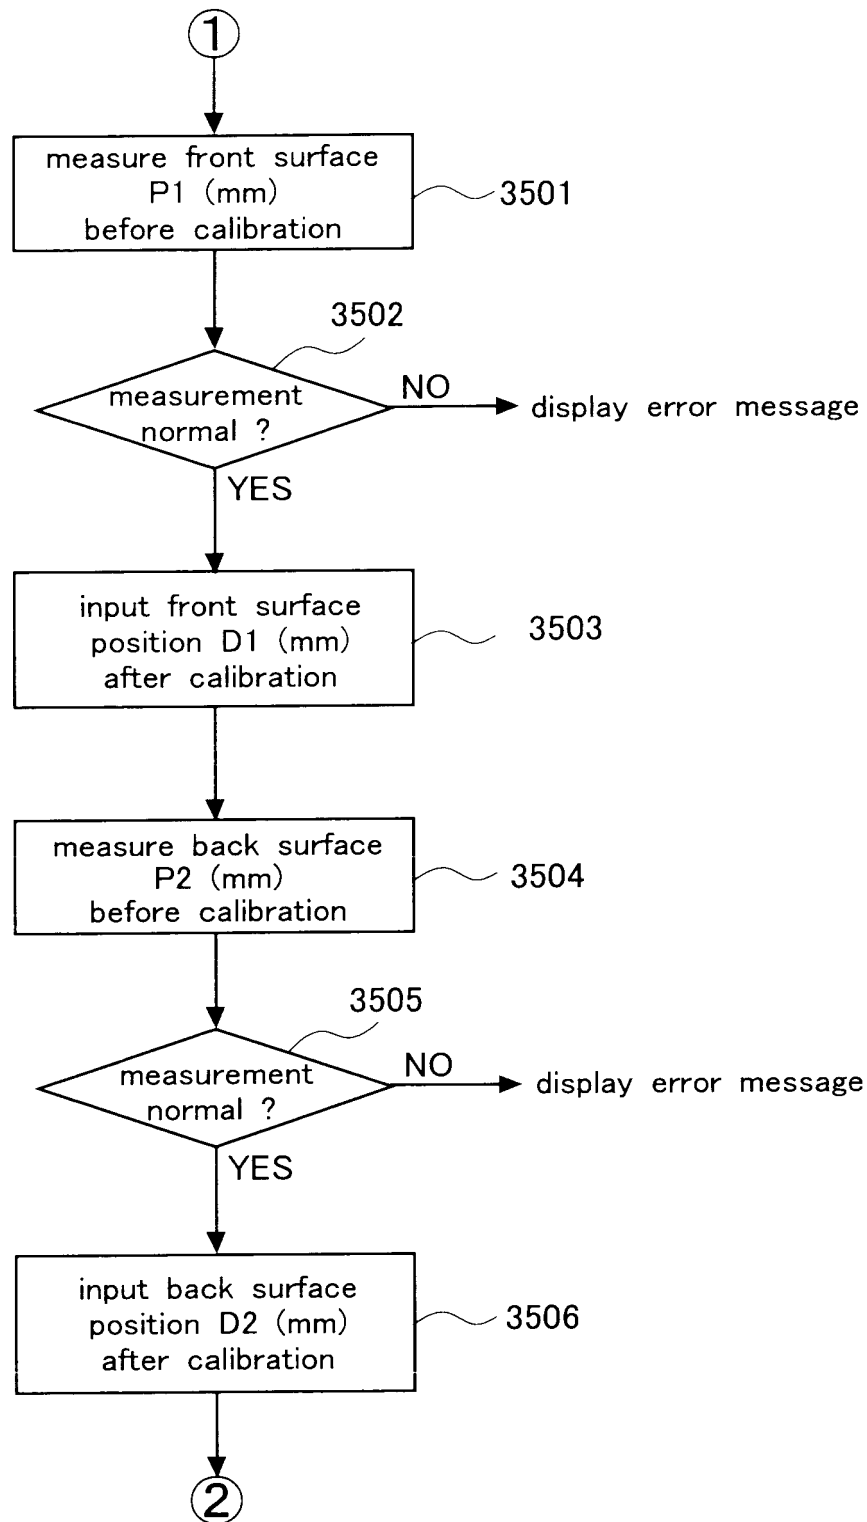 1
measure front surface
P1 (mm)
before calibration
3501
3502
measurement
normal ?
NO
display error message
YES
input front surface
position D1 (mm)
after calibration
3503
measure back surface
P2 (mm)
before calibration
3504
3505
measurement
normal ?
NO
display error message
YES
input back surface
position D2 (mm)
after calibration
3506
2